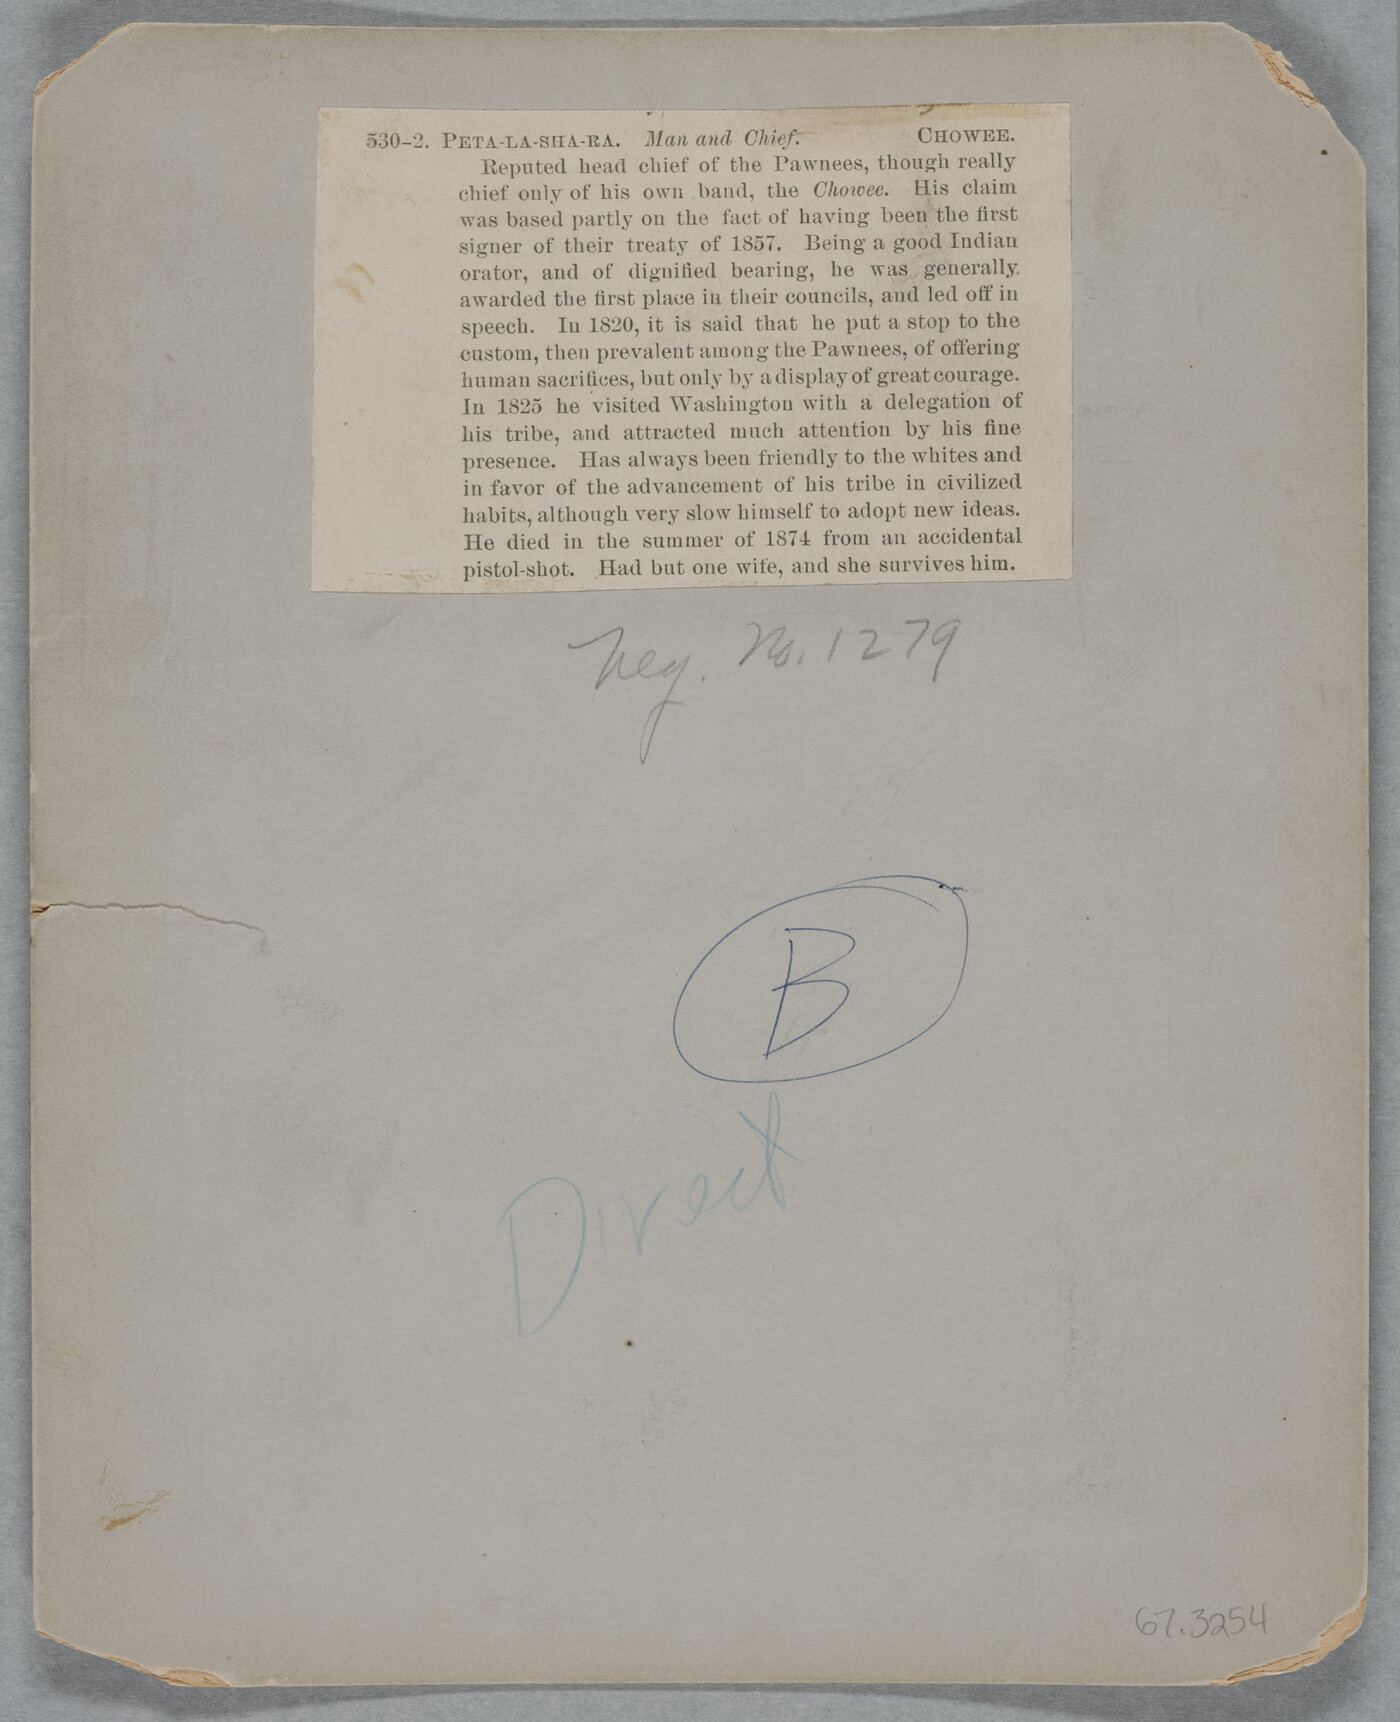 530-2. PETA-LA-SHA-RA. Man and Chief. CHOWEE.
Reputed head chief of the Pawnees, though really
chief only of his own band, the Chowee. His claim
was based partly on the fact of having been the first
signer of their treaty of 1857. Being a good Indian
orator, and of dignified bearing, he was generally
awarded the first place in their councils, and led off in
speech. In 1820, it is said that he put a stop to the
custom, then prevalent among the Pawnees, of offering
human sacrifices, but only by a display of great courage.
In 1825 he visited Washington with a delegation of
his tribe, and attracted much attention by his fine
presence. Has always been friendly to the whites and
in favor of the advancement of his tribe in civilized
habits, although very slow himself to adopt new ideas.
He died in the summer of 1874 from an accidental
pistol-shot. Had but one wife, and she survives him.
Neg. No. 1279
B
Direct
67.3254